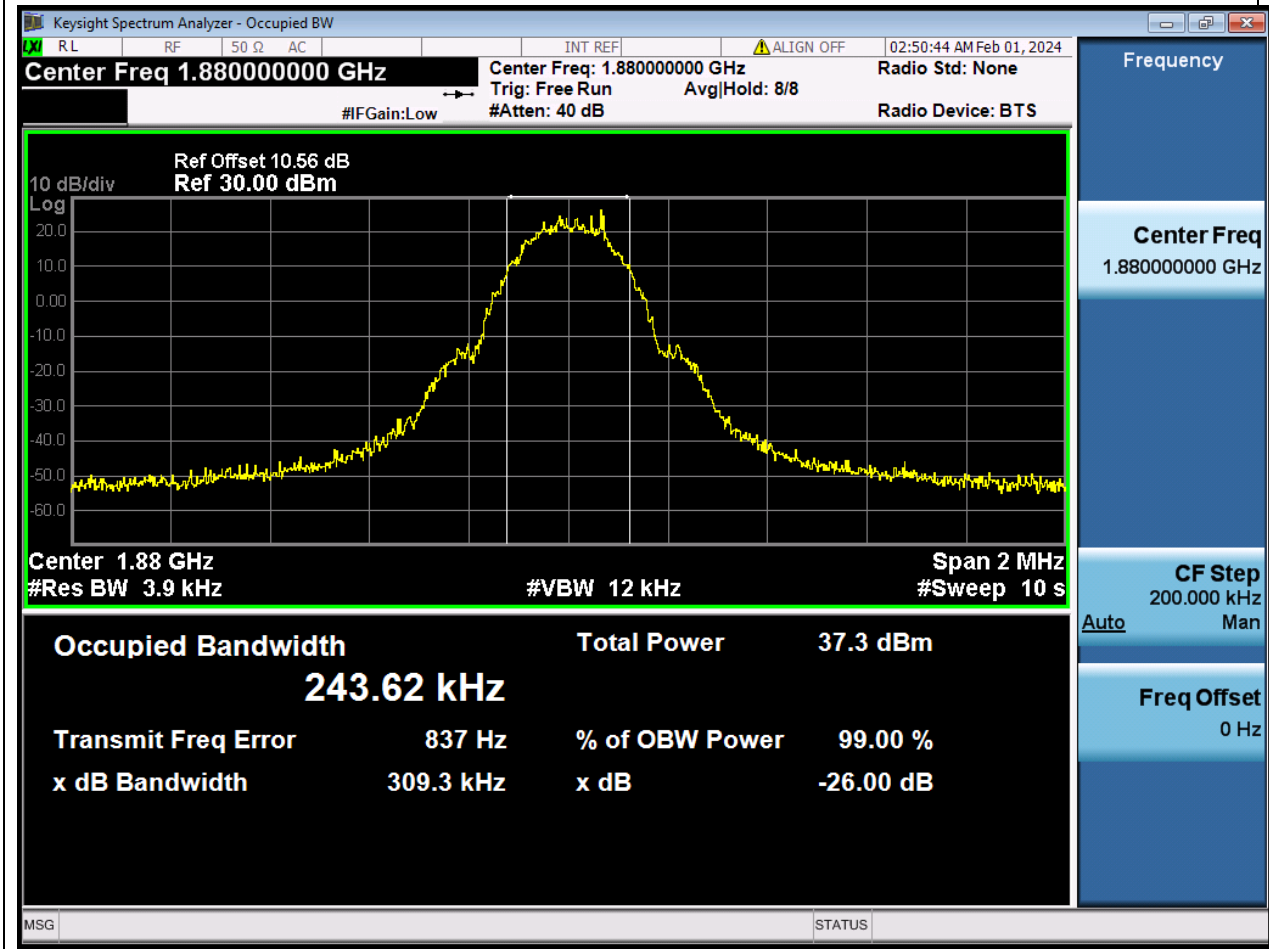 Keysight Spectrum Analyzer - Occupied BW
LXI RL RF 50 Ω AC INT REF ALIGN OFF 02:50:44 AM Feb 01, 2024
Center Freq 1.880000000 GHz
Center Freq: 1.880000000 GHz Radio Std: None
Trig: Free Run Avg|Hold: 8/8
#IFGain:Low #Atten: 40 dB Radio Device: BTS
Ref Offset 10.56 dB
10 dB/div Ref 30.00 dBm
Log
20.0
10.0
0.00
-10.0
-20.0
-30.0
-40.0
-50.0
-60.0
Center 1.88 GHz Span 2 MHz
#Res BW 3.9 kHz #VBW 12 kHz #Sweep 10 s
Occupied Bandwidth Total Power 37.3 dBm
243.62 kHz
Transmit Freq Error 837 Hz % of OBW Power 99.00 %
x dB Bandwidth 309.3 kHz x dB -26.00 dB
MSG STATUS
Frequency
Center Freq
1.880000000 GHz
CF Step
200.000 kHz
Auto Man
Freq Offset
0 Hz